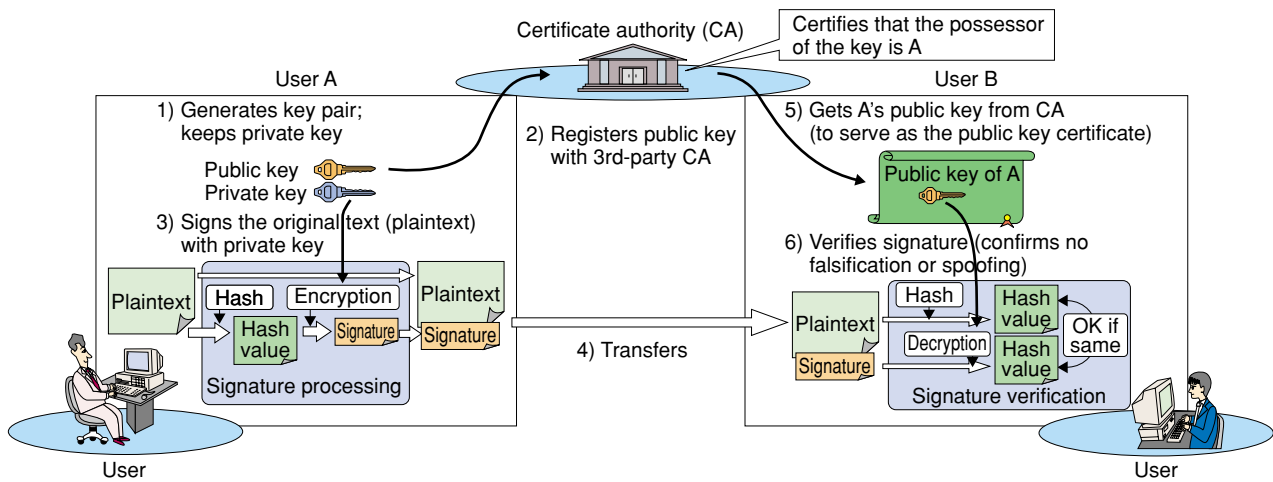 Certificate authority (CA)
Certifies that the possessor
of the key is A
User A
1) Generates key pair;
keeps private key
Public key
Private key
2) Registers public key
with 3rd-party CA
3) Signs the original text (plaintext)
with private key
Plaintext
Hash
Encryption
Hash
value
Signature
Plaintext
Signature
Signature processing
User
4) Transfers
User B
5) Gets A's public key from CA
(to serve as the public key certificate)
Public key of A
6) Verifies signature (confirms no
falsification or spoofing)
Plaintext
Signature
Hash
Hash
value
Decryption
Hash
value
OK if
same
Signature verification
User